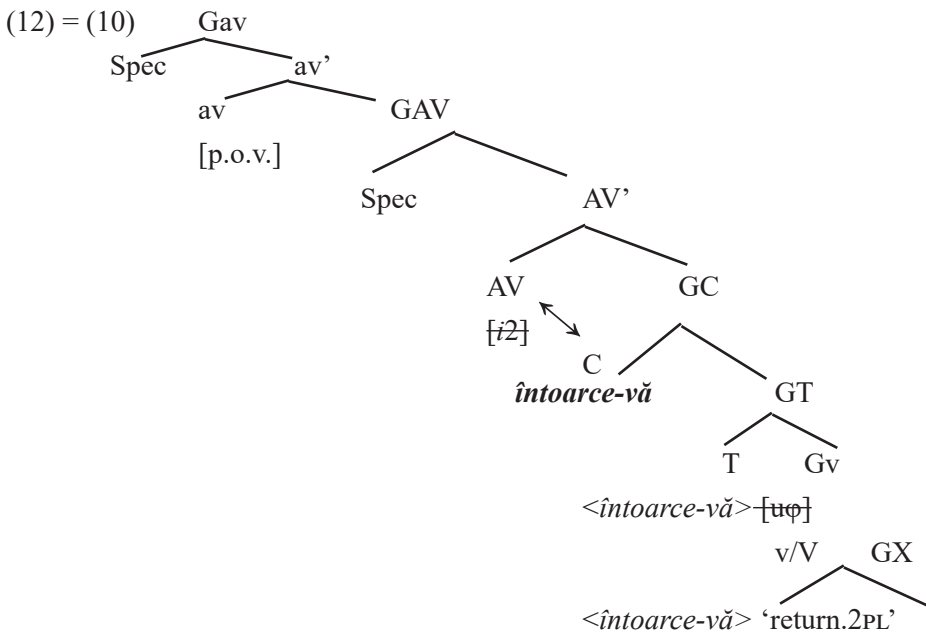 (12) = (10) Gav
Spec av’
av GAV
[p.o.v.]
Spec AV’
AV GC
[i2]
C
întoarce-vă GT
T Gv
<întoarce-vă> [uφ]
v/V GX
<întoarce-vă> ‘return.2PL’